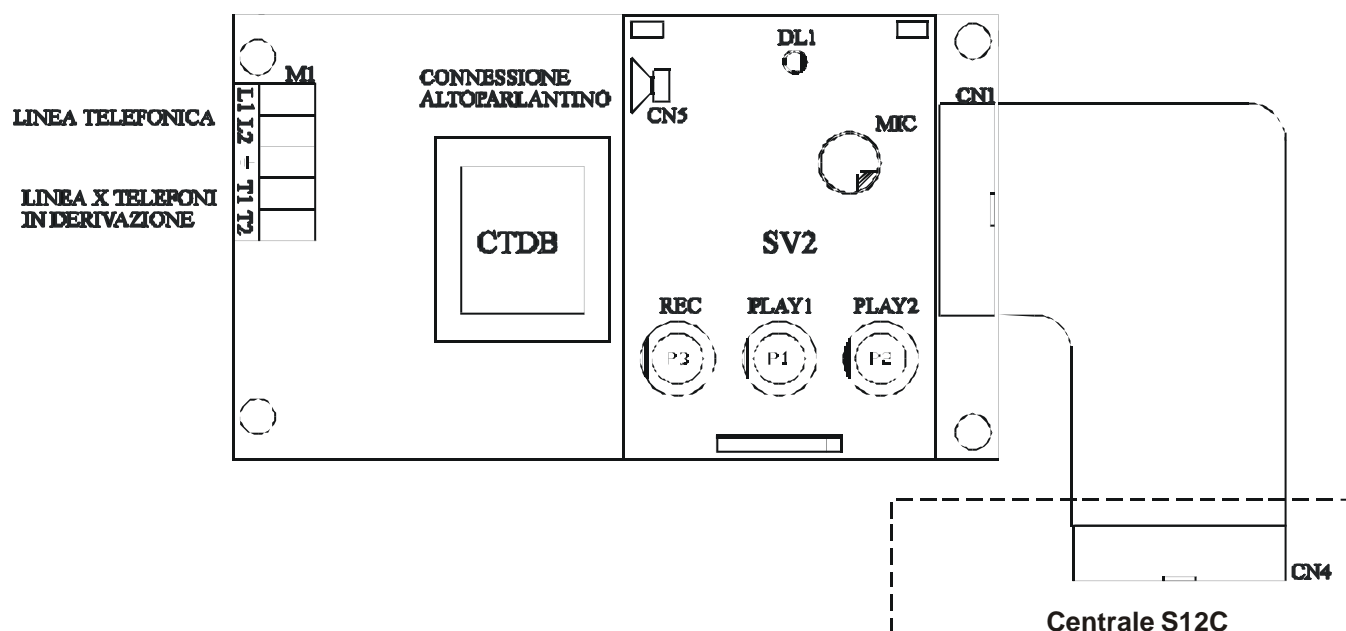 DL1
M1
CONNESSIONE
ALTOPARLANTINO
CN5
CN1
MIC
LINEA TELEFONICA
L1 L2
T1 T2
LINEA X TELEFONI
IN DERIVAZIONE
CTDB
SV2
REC
PLAY1
PLAY2
P3
P1
P2
CN4
Centrale S12C